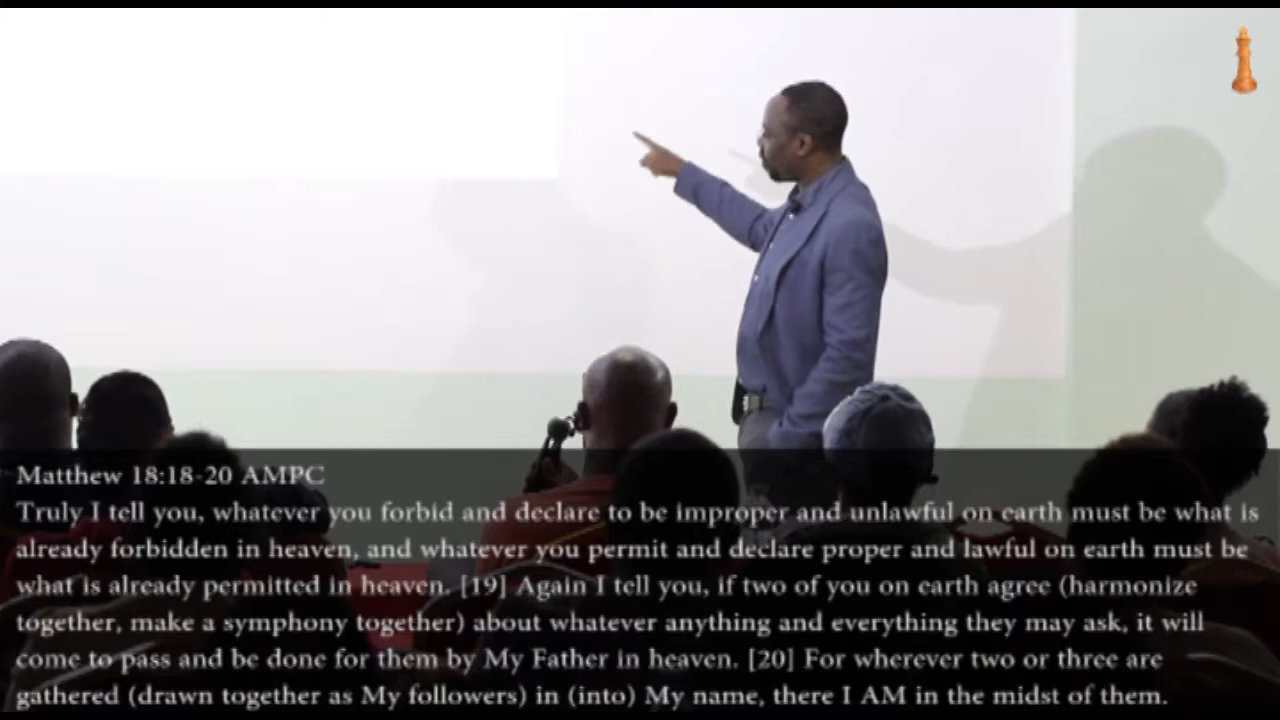 Matthew 18:18-20 AMPC
Truly I tell you, whatever you forbid and declare to be improper and unlawful on earth must be what is
already forbidden in heaven, and whatever you permit and declare proper and lawful on earth must be
what is already permitted in heaven. [19] Again I tell you, if two of you on earth agree (harmonize
together, make a symphony together) about whatever anything and everything they may ask, it will
come to pass and be done for them by My Father in heaven. [20] For wherever two or three are
gathered (drawn together as My followers) in (into) My name, there I AM in the midst of them.